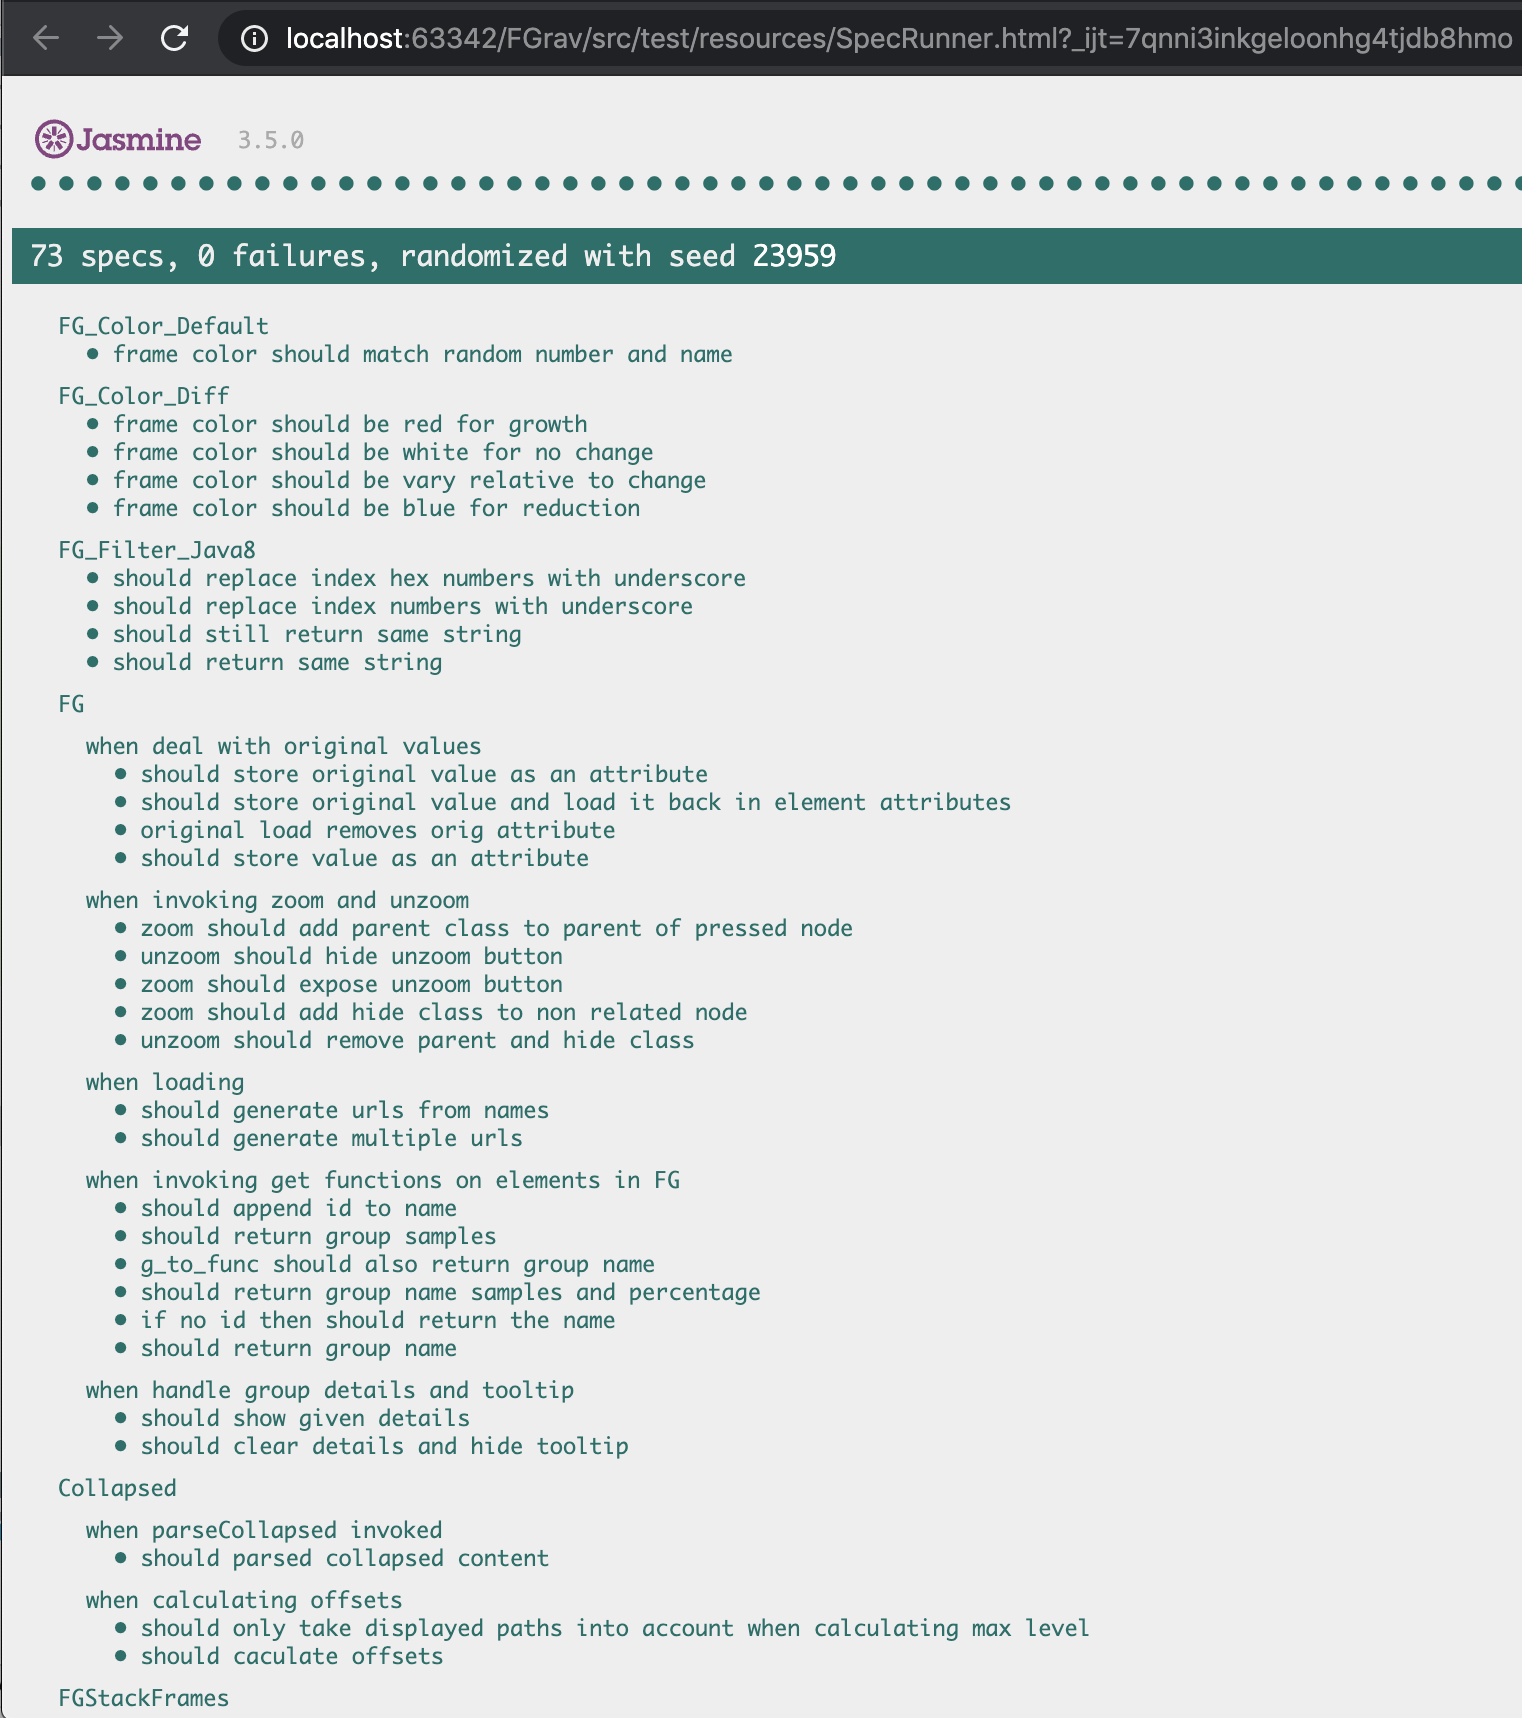 localhost:63342/FGrav/src/test/resources/SpecRunner.html?_ijt=7qnni3inkgeloonhg4tjdb8hmo
Jasmine 3.5.0
73 specs, 0 failures, randomized with seed 23959
FG_Color_Default
• frame color should match random number and name
FG_Color_Diff
• frame color should be red for growth
• frame color should be white for no change
• frame color should be vary relative to change
• frame color should be blue for reduction
FG_Filter_Java8
• should replace index hex numbers with underscore
• should replace index numbers with underscore
• should still return same string
• should return same string
FG
when deal with original values
• should store original value as an attribute
• should store original value and load it back in element attributes
• original load removes orig attribute
• should store value as an attribute
when invoking zoom and unzoom
• zoom should add parent class to parent of pressed node
• unzoom should hide unzoom button
• zoom should expose unzoom button
• zoom should add hide class to non related node
• unzoom should remove parent and hide class
when loading
• should generate urls from names
• should generate multiple urls
when invoking get functions on elements in FG
• should append id to name
• should return group samples
• g_to_func should also return group name
• should return group name samples and percentage
• if no id then should return the name
• should return group name
when handle group details and tooltip
• should show given details
• should clear details and hide tooltip
Collapsed
when parseCollapsed invoked
• should parsed collapsed content
when calculating offsets
• should only take displayed paths into account when calculating max level
• should caculate offsets
FGStackFrames